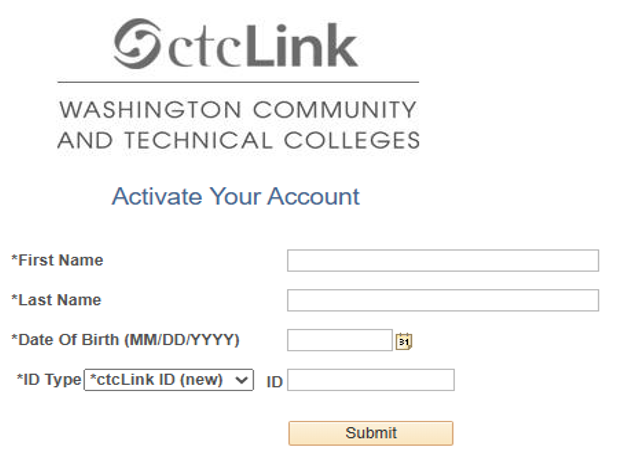 ctcLink
WASHINGTON COMMUNITY
AND TECHNICAL COLLEGES
Activate Your Account
*First Name
*Last Name
*Date Of Birth (MM/DD/YYYY) 31
*ID Type *ctcLink ID (new) ID
Submit